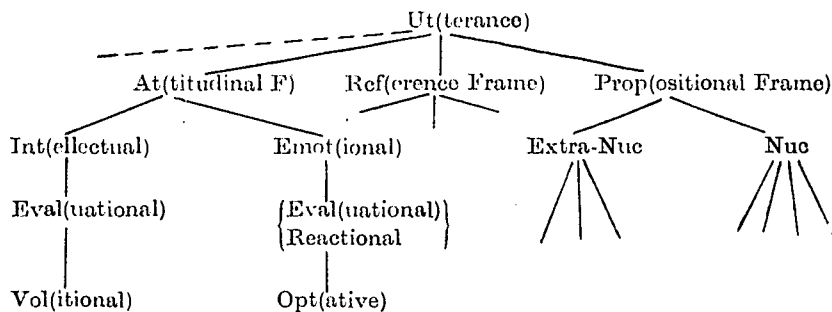 Ut(terance)
At(titudinal F) Ref(erence Frame) Prop(ositional Frame)
Int(ellectual) Emot(ional) Extra-Nuc Nuc
Eval(uational) {Eval(uational)}
Reactional
Vol(itional) Opt(ative)